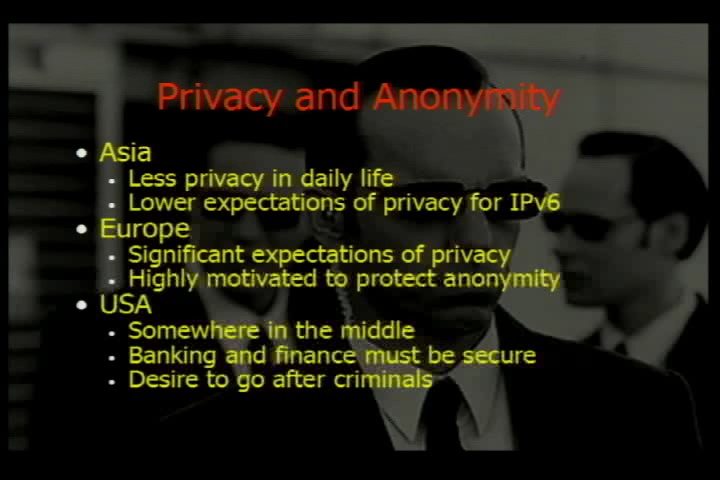 Privacy and Anonymity
• Asia
• Less privacy in daily life
• Lower expectations of privacy for IPv6
• Europe
• Significant expectations of privacy
• Highly motivated to protect anonymity
• USA
• Somewhere in the middle
• Banking and finance must be secure
• Desire to go after criminals